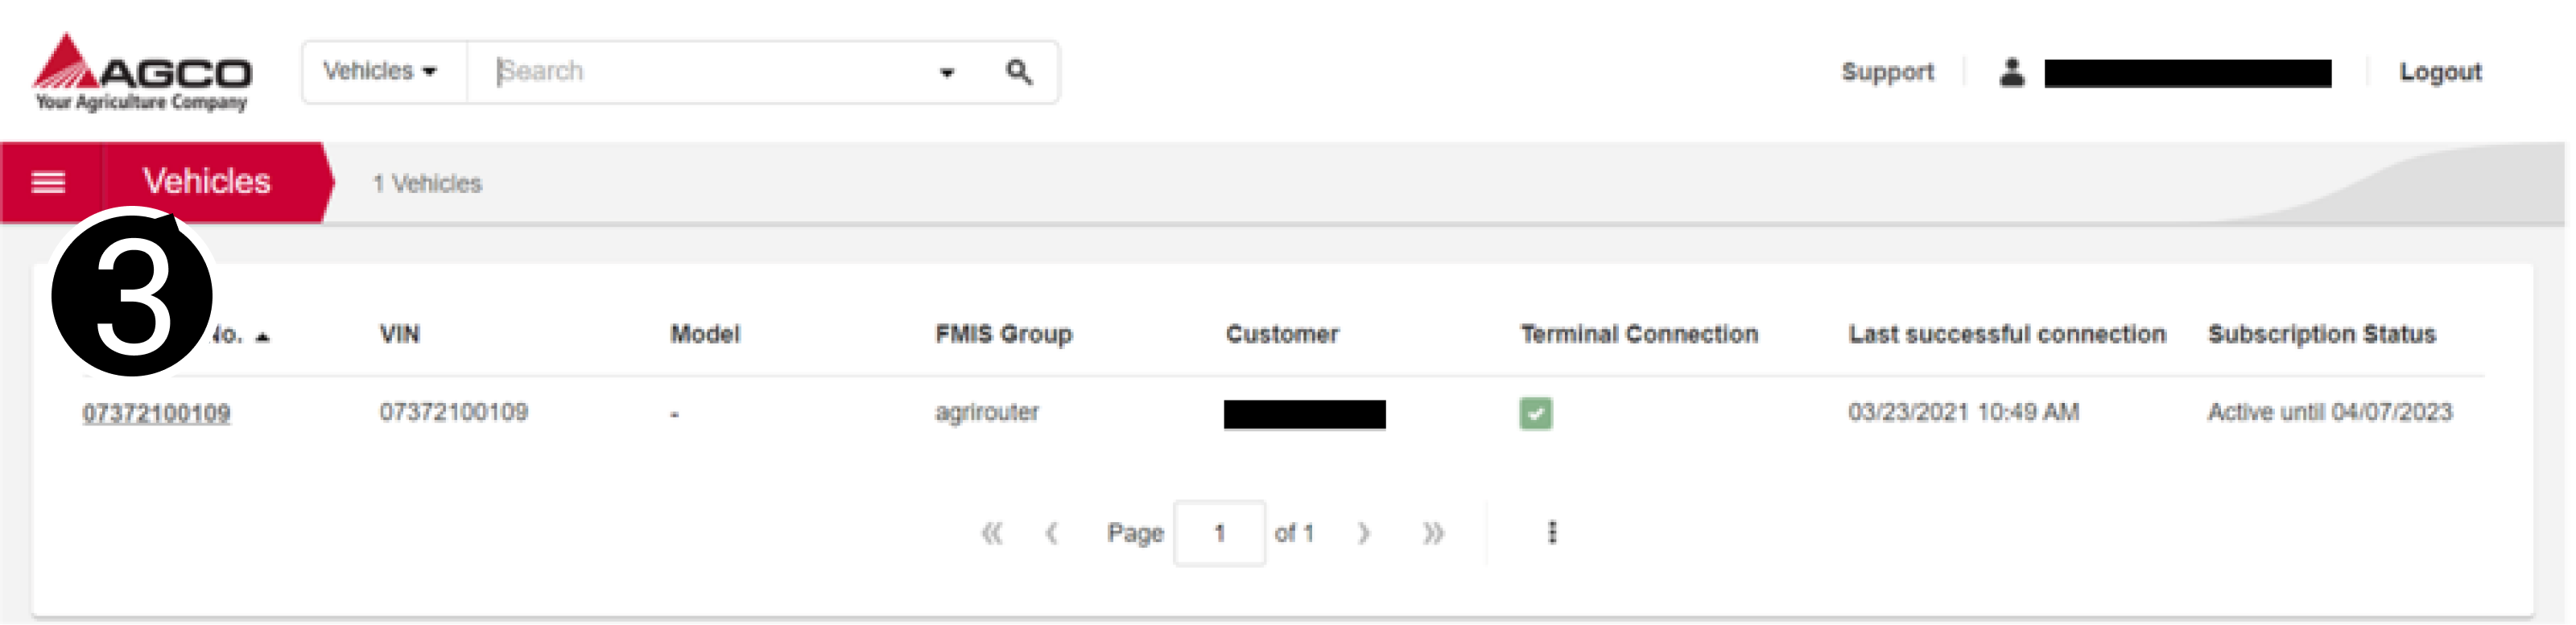 AGCO
Your Agriculture Company
Vehicles
Search
Support
Logout
Vehicles
1 Vehicles
3
No. VIN Model FMIS Group Customer Terminal Connection Last successful connection Subscription Status
07372100109 07372100109 - agrirouter 03/23/2021 10:49 AM Active until 04/07/2023
Page 1 of 1